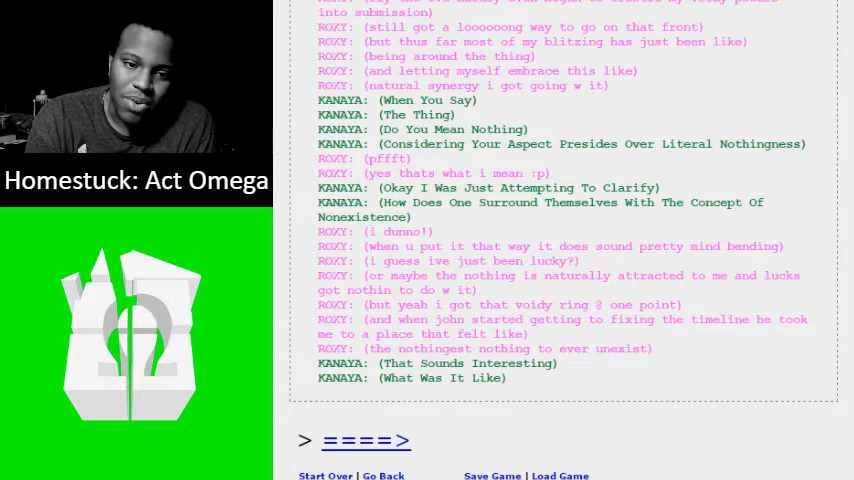 into submission)
ROXY: (still got a loooooong way to go on that front)
ROXY: (but thus far most of my blitzing has just been like)
ROXY: (being around the thing)
ROXY: (and letting myself embrace this like)
ROXY: (natural synergy i got going w it)
KANAYA: (When You Say)
KANAYA: (The Thing)
KANAYA: (Do You Mean Nothing)
KANAYA: (Considering Your Aspect Presides Over Literal Nothingness)
ROXY: (pffft)
ROXY: (yes thats what i mean :p)
KANAYA: (Okay I Was Just Attempting To Clarify)
KANAYA: (How Does One Surround Themselves With The Concept Of
Nonexistence)
ROXY: (i dunno!)
ROXY: (when u put it that way it does sound pretty mind bending)
ROXY: (i guess ive just been lucky?)
ROXY: (or maybe the nothing is naturally attracted to me and lucks
got nothin to do w it)
ROXY: (but yeah i got that voidy ring @ one point)
ROXY: (and when john started getting to fixing the timeline he took
me to a place that felt like)
ROXY: (the nothingest nothing to ever unexist)
KANAYA: (That Sounds Interesting)
KANAYA: (What Was It Like)
> ====>
Start Over | Go Back Save Game | Load Game
Homestuck: Act Omega